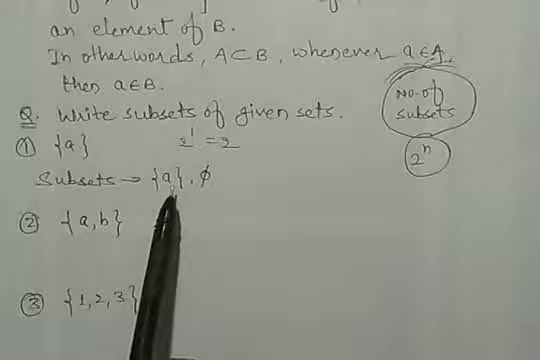 an element of B.
In otherwords, A⊂B, whenever a∈A,
then a∈B.
No. of
subsets
2ⁿ
Q. Write subsets of given sets.
① {a} 2¹ = 2
Subsets → {a}, ϕ
② {a, b}
③ {1, 2, 3}